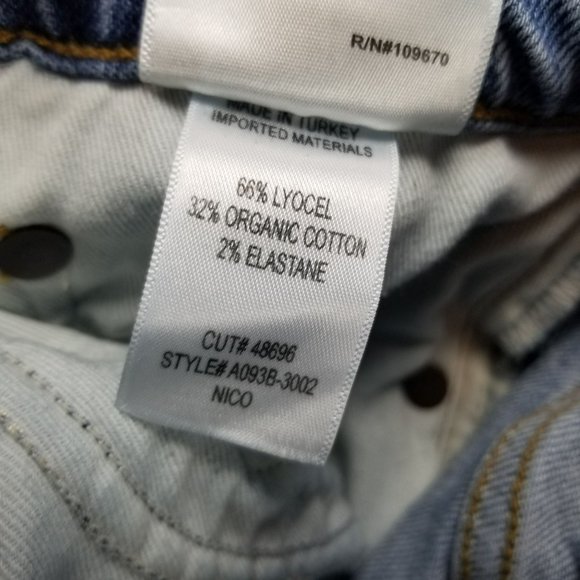 R/N#109670
MADE IN TURKEY
IMPORTED MATERIALS
66% LYOCEL
32% ORGANIC COTTON
2% ELASTANE
CUT# 48696
STYLE# A093B-3002
NICO